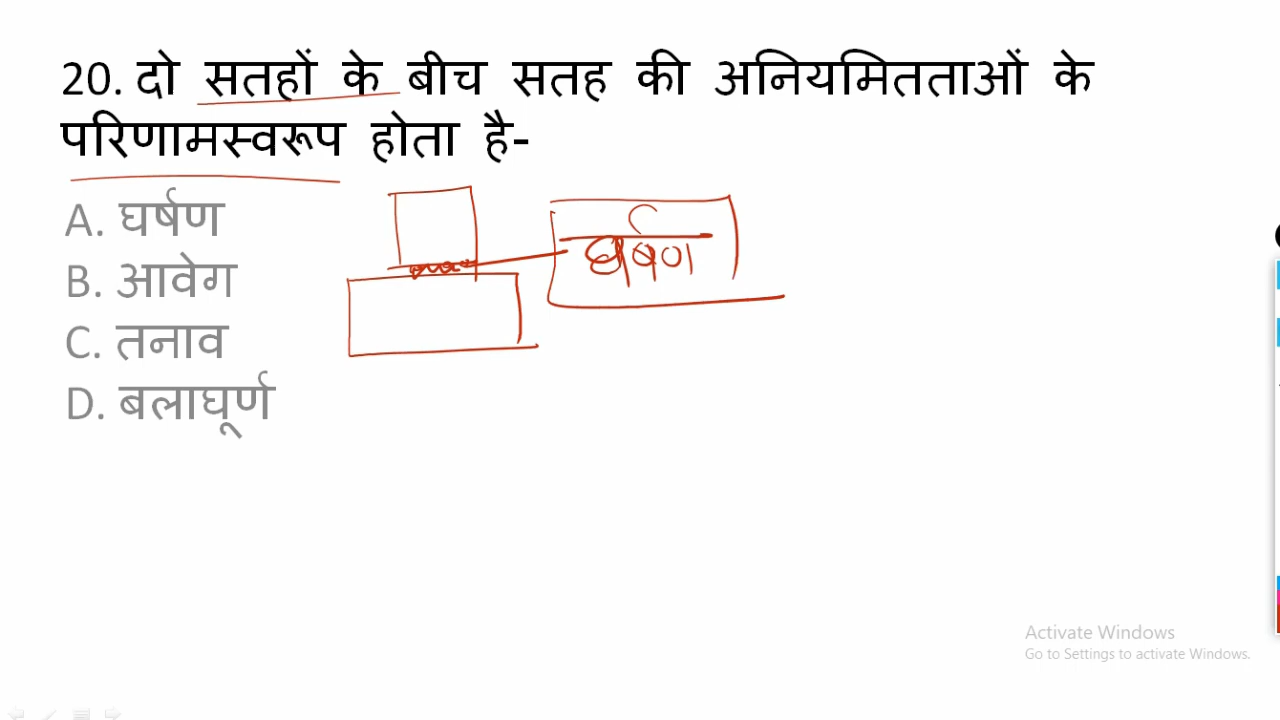 20. दो सतहों के बीच सतह की अनियमितताओं के
परिणामस्वरूप होता है-
A. घर्षण
B. आवेग
C. तनाव
D. बलाघूर्ण
घर्षण
Activate Windows
Go to Settings to activate Windows.